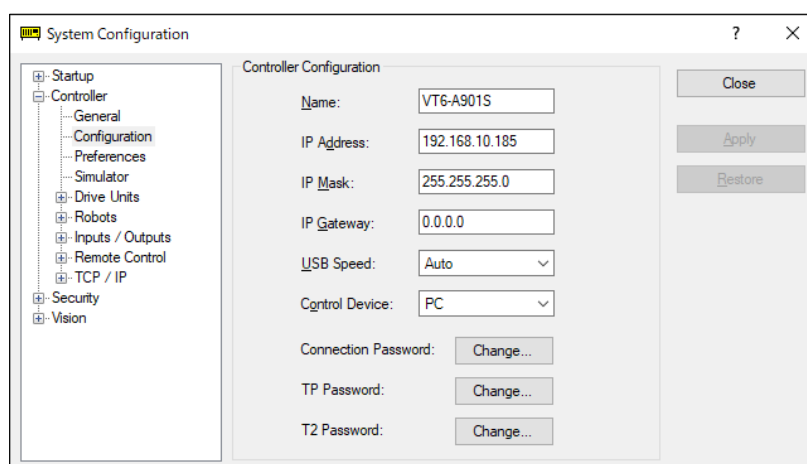 System Configuration
?
Startup
Controller
General
Configuration
Preferences
Simulator
Drive Units
Robots
Inputs / Outputs
Remote Control
TCP / IP
Security
Vision
Controller Configuration
Name: VT6-A901S
IP Address: 192.168.10.185
IP Mask: 255.255.255.0
IP Gateway: 0.0.0.0
USB Speed: Auto
Control Device: PC
Connection Password: Change...
TP Password: Change...
T2 Password: Change...
Close
Apply
Restore